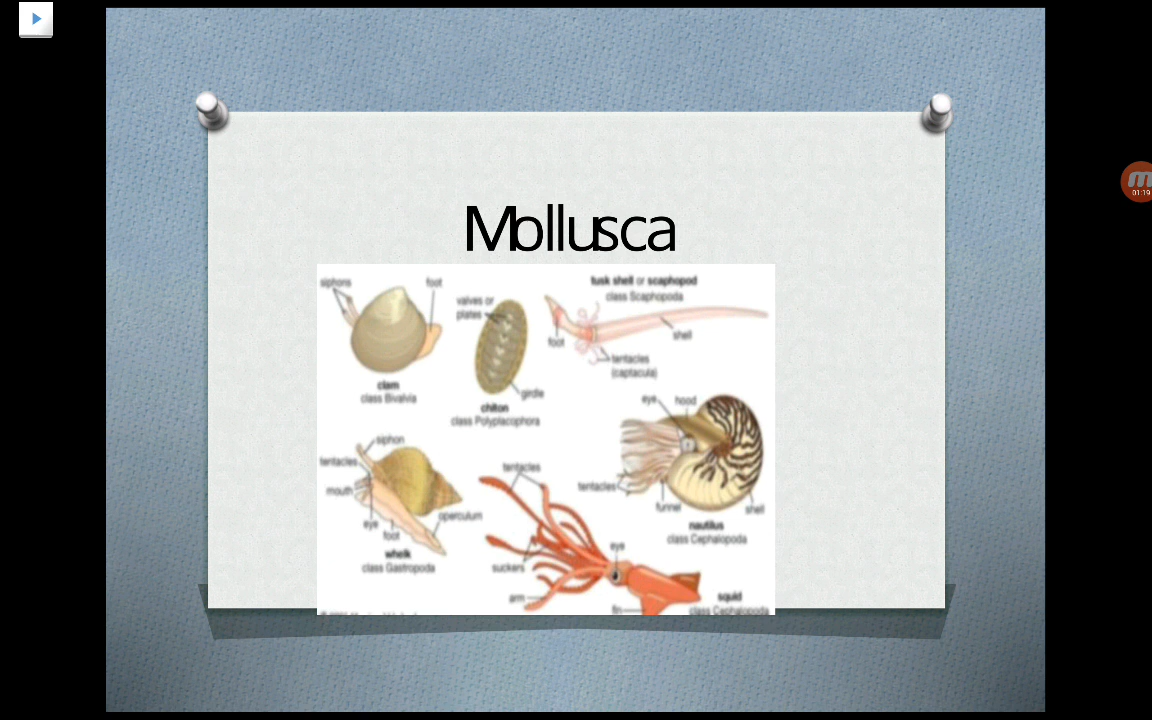 Mollusca
siphons
foot
clam
class Bivalvia
valves or
plates
girdle
chiton
class Polyplacophora
tusk shell or scaphopod
class Scaphopoda
foot
shell
tentacles
(captacula)
siphon
tentacles
mouth
eye
foot
operculum
whelk
class Gastropoda
tentacles
suckers
arm
eye
fin
squid
class Cephalopoda
eye
hood
tentacles
funnel
shell
nautilus
class Cephalopoda
01:19